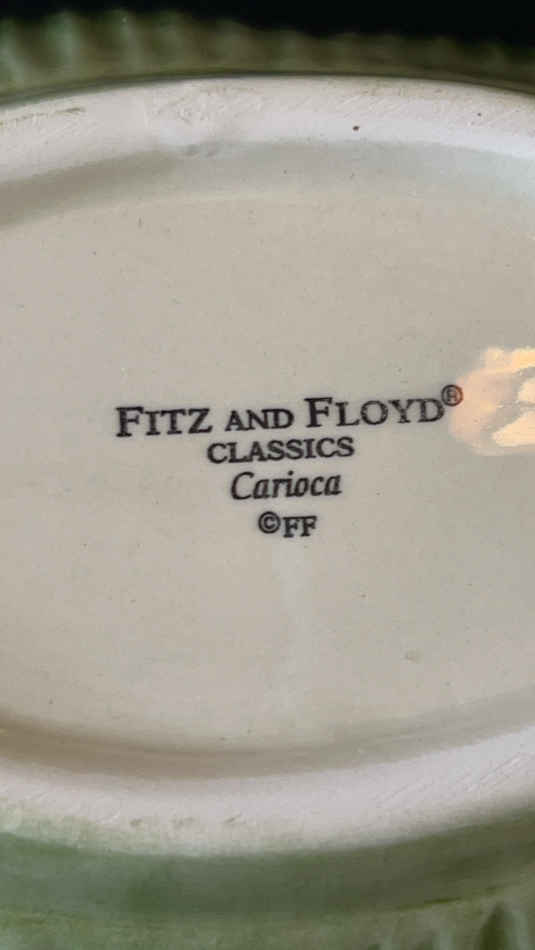 FITZ AND FLOYD®
CLASSICS
Carioca
©FF